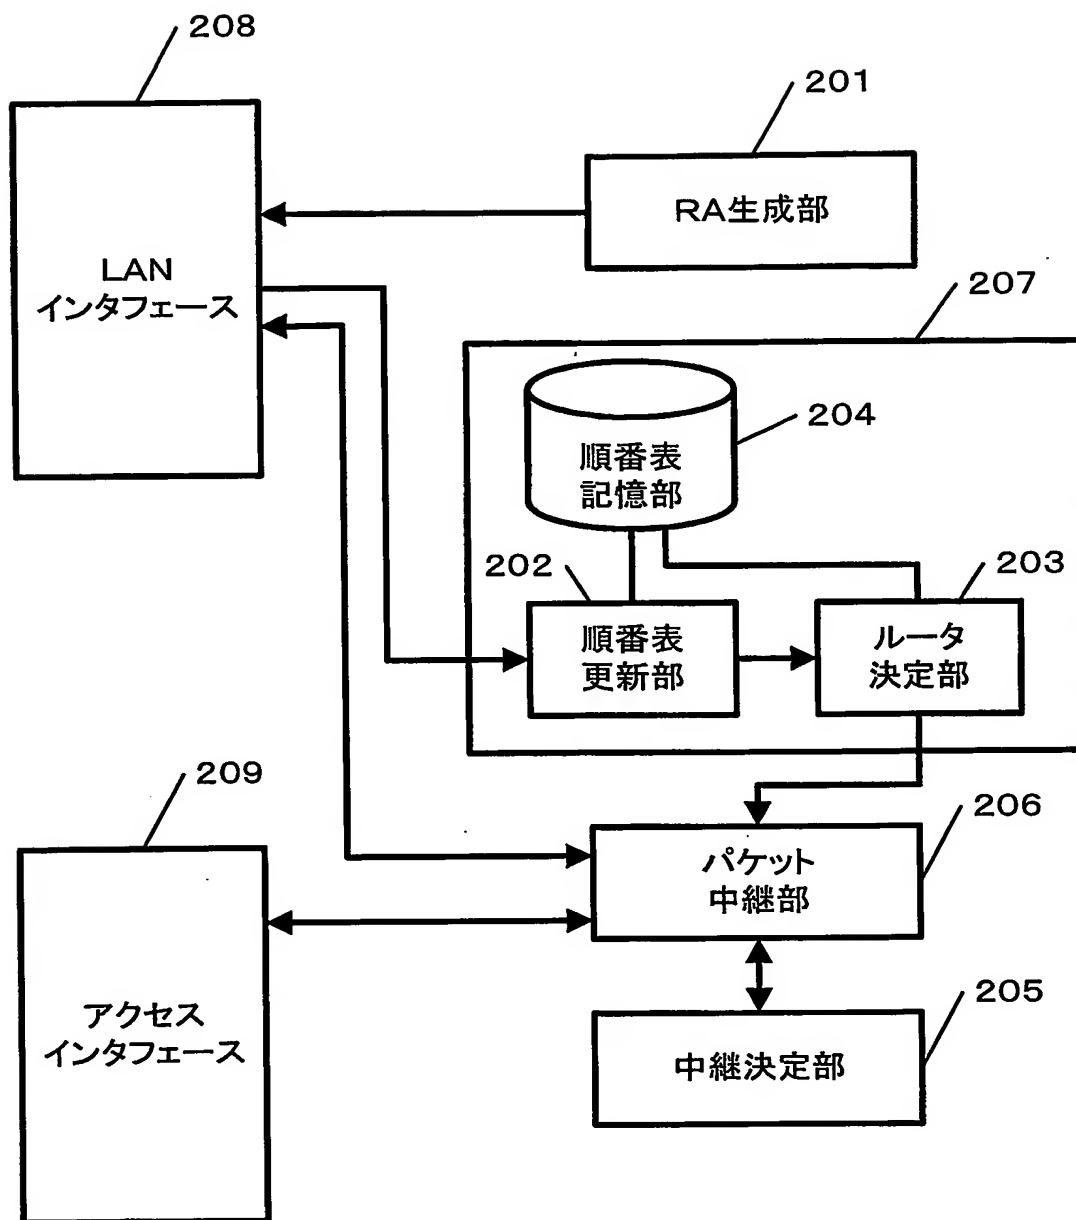 208
201
RA生成部
LAN
インタフェース
207
204
順番表
記憶部
202
203
順番表
更新部
ルータ
決定部
209
206
パケット
中継部
アクセス
インタフェース
205
中継決定部